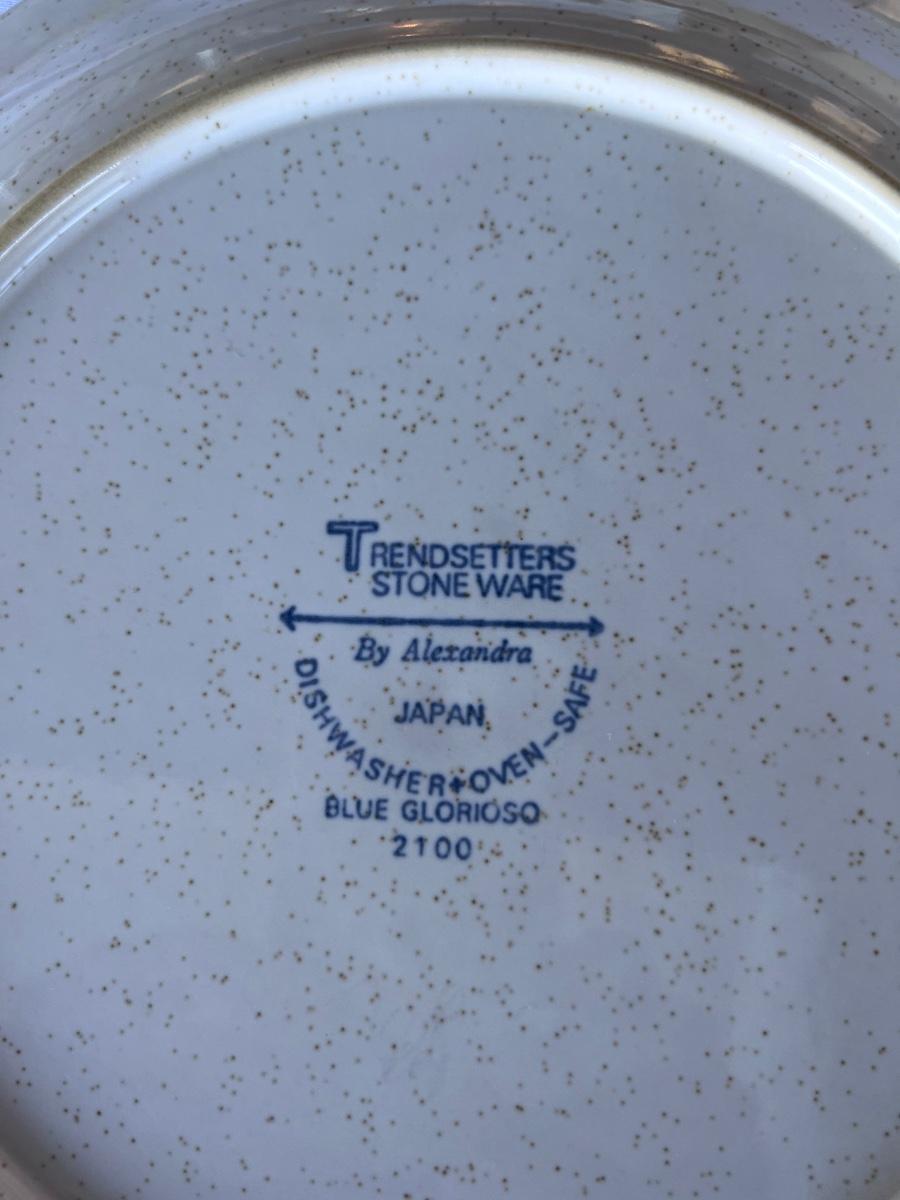 TRENDSETTERS
STONE WARE
By Alexandra
JAPAN
DISHWASHER + OVEN-SAFE
BLUE GLORIOSO
2100